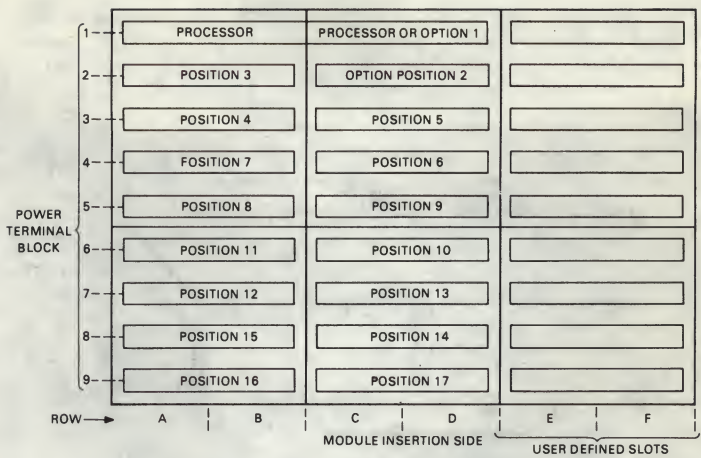 1 PROCESSOR PROCESSOR OR OPTION 1
2 POSITION 3 OPTION POSITION 2
3 POSITION 4 POSITION 5
4 FOSITION 7 POSITION 6
5 POSITION 8 POSITION 9
POWER
TERMINAL
BLOCK
6 POSITION 11 POSITION 10
7 POSITION 12 POSITION 13
8 POSITION 15 POSITION 14
9 POSITION 16 POSITION 17
ROW A B C D E F
MODULE INSERTION SIDE
USER DEFINED SLOTS